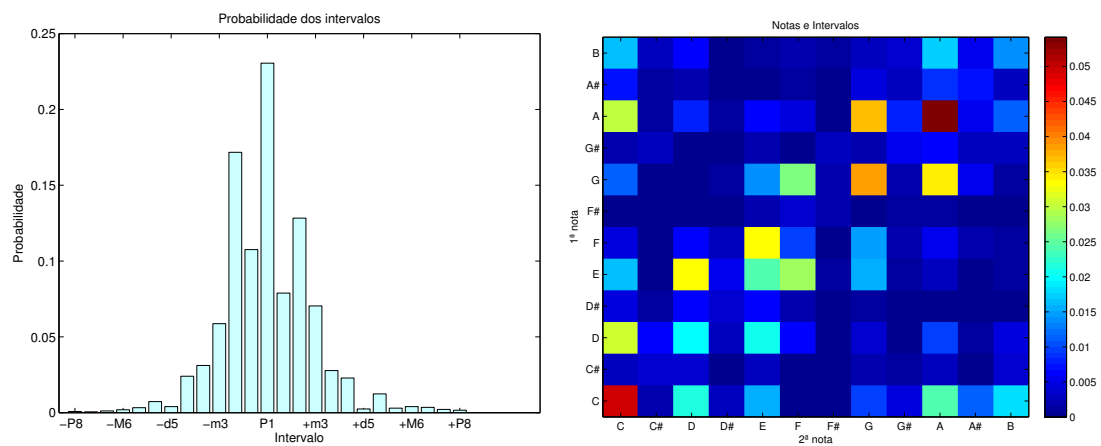 Probabilidade dos intervalos
0.25
0.2
0.15
0.1
0.05
0
Probabilidade
−P8 −M6 −d5 −m3 P1 +m3 +d5 +M6 +P8
Intervalo
Notas e Intervalos
B
A#
A
G#
G
F#
F
E
D#
D
C#
C
1ª nota
C C# D D# E F F# G G# A A# B
2ª nota
0.05
0.045
0.04
0.035
0.03
0.025
0.02
0.015
0.01
0.005
0